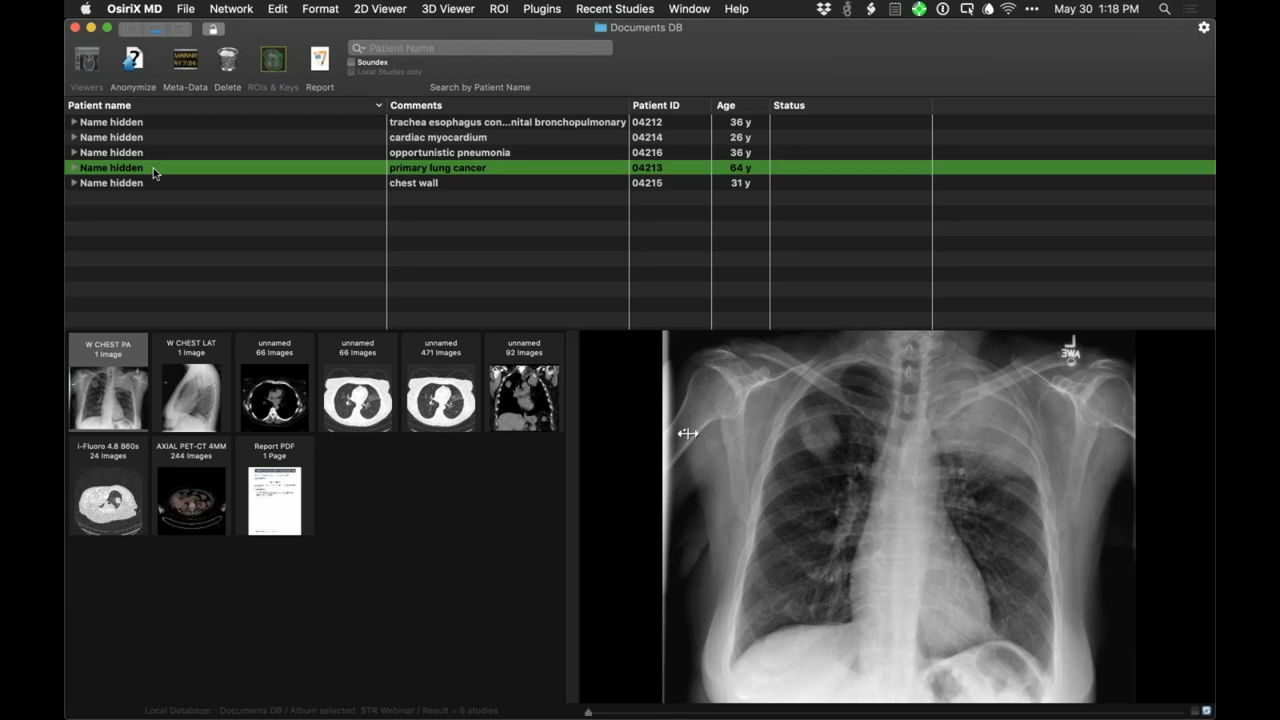 OsiriX MD File Network Edit Format 2D Viewer 3D Viewer ROI Plugins Recent Studies Window Help May 30 1:18 PM
Documents DB
Patient Name
Soundex
Local Studies only
Viewers Anonymize Meta-Data Delete ROIs & Keys Report Search by Patient Name
Patient name Comments Patient ID Age Status
Name hidden trachea esophagus con...nital bronchopulmonary 04212 36 y
Name hidden cardiac myocardium 04214 26 y
Name hidden opportunistic pneumonia 04216 36 y
Name hidden primary lung cancer 04213 64 y
Name hidden chest wall 04215 31 y
W CHEST PA W CHEST LAT unnamed unnamed unnamed unnamed
1 Image 1 Image 66 Images 66 Images 471 Images 92 Images
i-Fluoro 4.8 B60s AXIAL PET-CT 4MM Report PDF
24 Images 244 Images 1 Page
Local Database: : Documents DB / Album selected: STR Webinar / Result = 5 studies